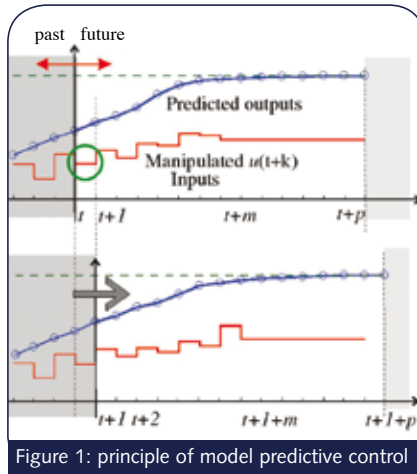 past future
Predicted outputs
Manipulated u(t+k)
Inputs
t t+1 t+m t+p
t+1 t+2 t+1+m t+1+p
Figure 1: principle of model predictive control